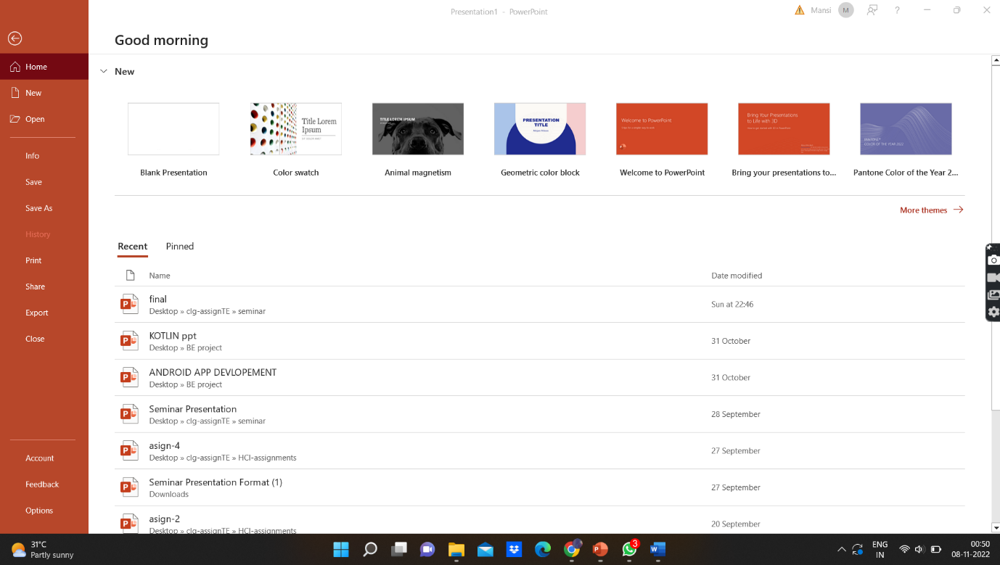 Presentation1 - PowerPoint
Mansi
M
?
Good morning
Home
New
Open
Info
Save
Save As
History
Print
Share
Export
Close
Account
Feedback
Options
New
Title Lorem
Ipsum
TITLE LOREM IPSUM
PRESENTATION
TITLE
Welcome to PowerPoint
Bring Your Presentations
to Life with 3D
COLOR OF THE YEAR 2022
Blank Presentation
Color swatch
Animal magnetism
Geometric color block
Welcome to PowerPoint
Bring your presentations to...
Pantone Color of the Year 2...
More themes
Recent Pinned
Name Date modified
final
Desktop » clg-assignTE » seminar
Sun at 22:46
KOTLIN ppt
Desktop » BE project
31 October
ANDROID APP DEVLOPEMENT
Desktop » BE project
31 October
Seminar Presentation
Desktop » clg-assignTE » seminar
28 September
asign-4
Desktop » clg-assignTE » HCI-assignments
27 September
Seminar Presentation Format (1)
Downloads
27 September
asign-2
Desktop » clg-assignTE » HCI-assignments
20 September
31°C
Partly sunny
3
ENG
IN
00:50
08-11-2022